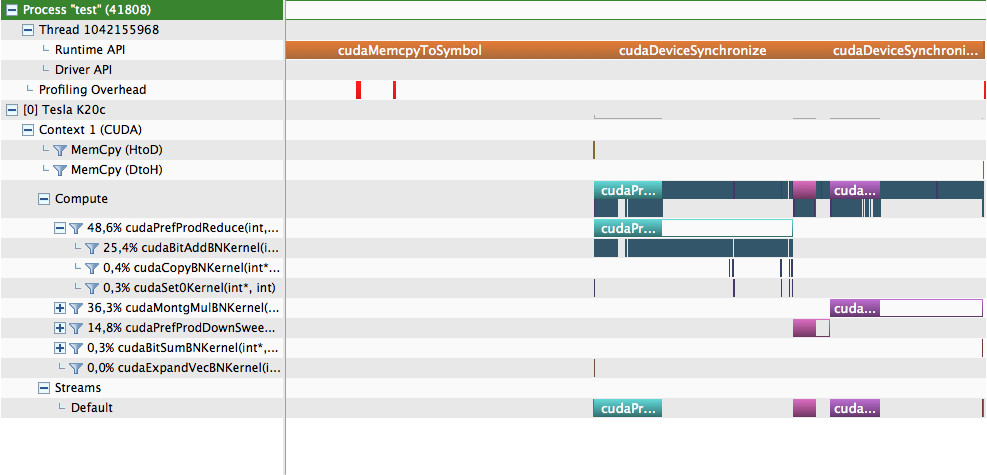 Process "test" (41808)
Thread 1042155968
Runtime API
cudaMemcpyToSymbol
cudaDeviceSynchronize
cudaDeviceSynchroni...
Driver API
Profiling Overhead
[0] Tesla K20c
Context 1 (CUDA)
MemCpy (HtoD)
MemCpy (DtoH)
Compute
cudaPr...
cuda...
48,6% cudaPrefProdReduce(int,...
cudaPr...
25,4% cudaBitAddBNKernel(i...
0,4% cudaCopyBNKernel(int*...
0,3% cudaSet0Kernel(int*, int)
36,3% cudaMontgMulBNKernel(...
cuda...
14,8% cudaPrefProdDownSwee...
0,3% cudaBitSumBNKernel(int*,...
0,0% cudaExpandVecBNKernel(i...
Streams
Default
cudaPr...
cuda...